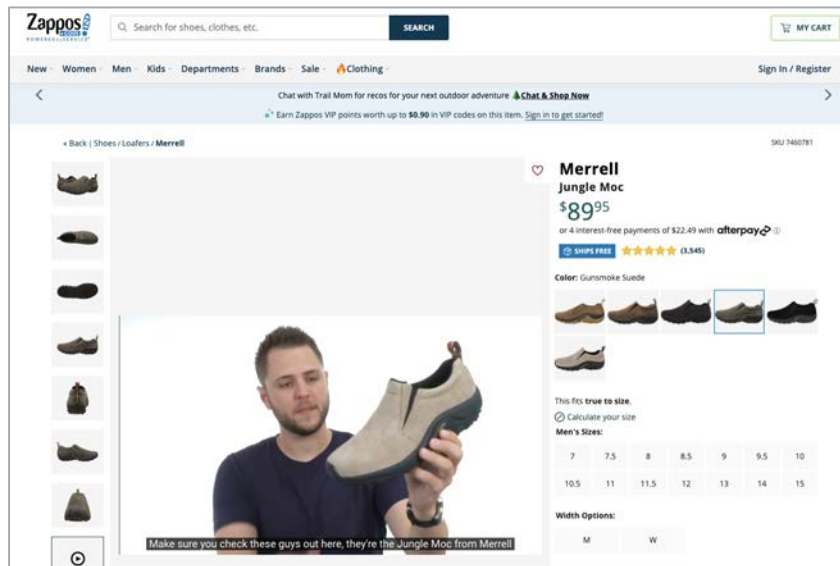 Zappos
.com
POWERED by SERVICE
Search for shoes, clothes, etc.
SEARCH
MY CART
New Women Men Kids Departments Brands Sale 🔥Clothing
Sign In / Register
Chat with Trail Mom for recos for your next outdoor adventure 🌲Chat & Shop Now
Earn Zappos VIP points worth up to $0.90 in VIP codes on this item. Sign in to get started!
« Back | Shoes / Loafers / Merrell
SKU 7460781
Merrell
Jungle Moc
$89.95
or 4 interest-free payments of $22.49 with afterpay
SHIPS FREE
(3,545)
Color: Gunsmoke Suede
This fits true to size.
Calculate your size
Men's Sizes:
7 7.5 8 8.5 9 9.5 10
10.5 11 11.5 12 13 14 15
Width Options:
M W
Make sure you check these guys out here, they're the Jungle Moc from Merrell